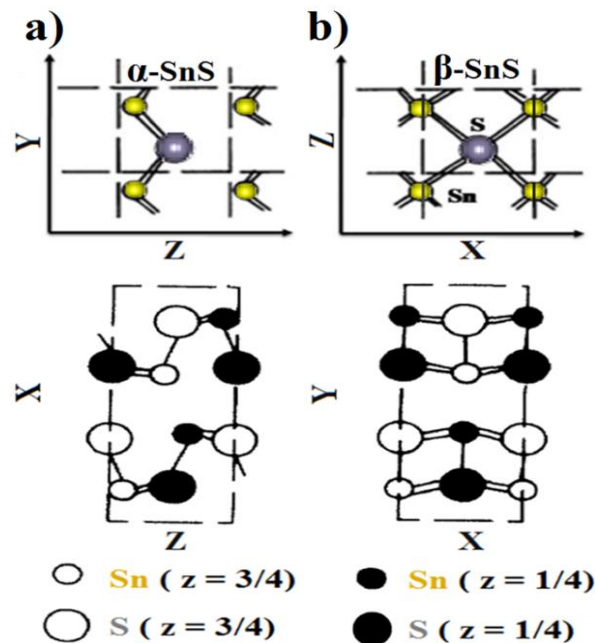 a) b)
α-SnS β-SnS
Y Z
S
Sn
Z X
X Y
Z X
Sn ( z = 3/4) Sn ( z = 1/4)
S ( z = 3/4) S ( z = 1/4)